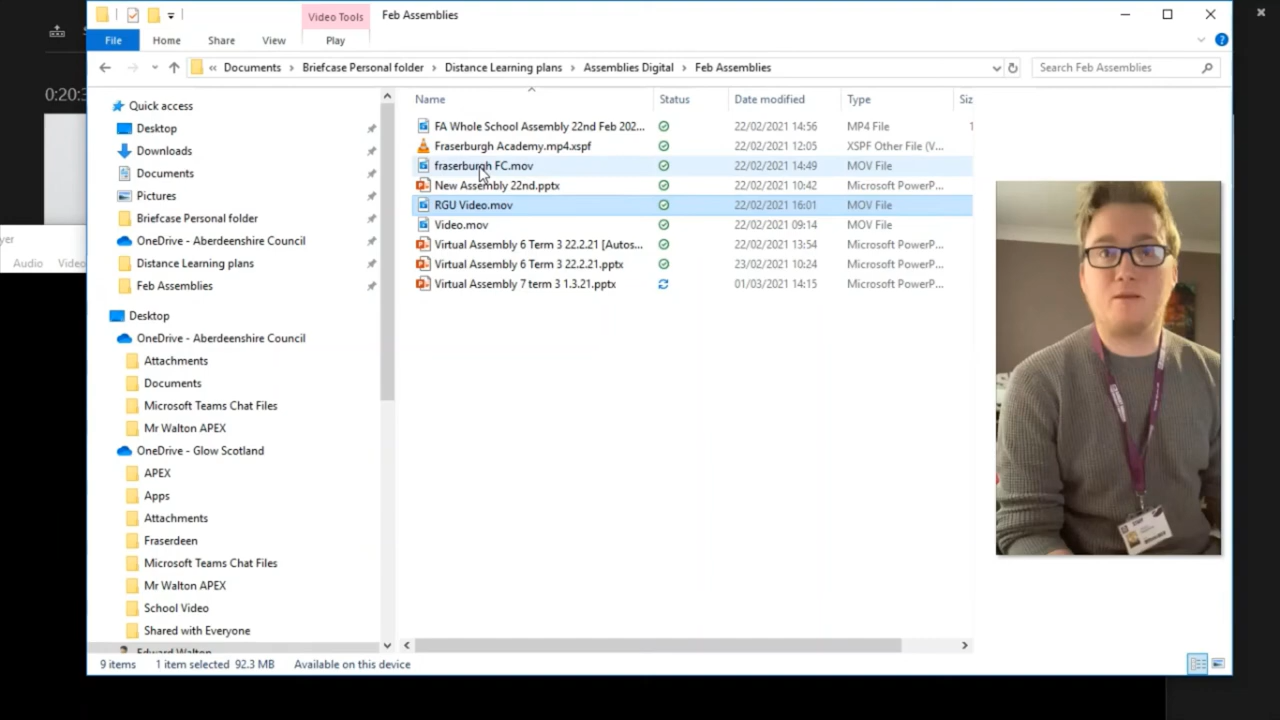 Video Tools
Feb Assemblies
File
Home
Share
View
Play
« Documents › Briefcase Personal folder › Distance Learning plans › Assemblies Digital › Feb Assemblies
Search Feb Assemblies
0:20:3
yer
Audio
Video
Quick access
Desktop
Downloads
Documents
Pictures
Briefcase Personal folder
OneDrive - Aberdeenshire Council
Distance Learning plans
Feb Assemblies
Desktop
OneDrive - Aberdeenshire Council
Attachments
Documents
Microsoft Teams Chat Files
Mr Walton APEX
OneDrive - Glow Scotland
APEX
Apps
Attachments
Fraserdeen
Microsoft Teams Chat Files
Mr Walton APEX
School Video
Shared with Everyone
Edward Walton
Name Status Date modified Type Siz
FA Whole School Assembly 22nd Feb 202... 22/02/2021 14:56 MP4 File 1
Fraserburgh Academy.mp4.xspf 22/02/2021 12:05 XSPF Other File (V...
fraserburgh FC.mov 22/02/2021 14:49 MOV File
New Assembly 22nd.pptx 22/02/2021 10:42 Microsoft PowerP...
RGU Video.mov 22/02/2021 16:01 MOV File
Video.mov 22/02/2021 09:14 MOV File
Virtual Assembly 6 Term 3 22.2.21 [Autos... 22/02/2021 13:54 Microsoft PowerP...
Virtual Assembly 6 Term 3 22.2.21.pptx 23/02/2021 10:24 Microsoft PowerP...
Virtual Assembly 7 term 3 1.3.21.pptx 01/03/2021 14:15 Microsoft PowerP...
9 items
1 item selected 92.3 MB
Available on this device